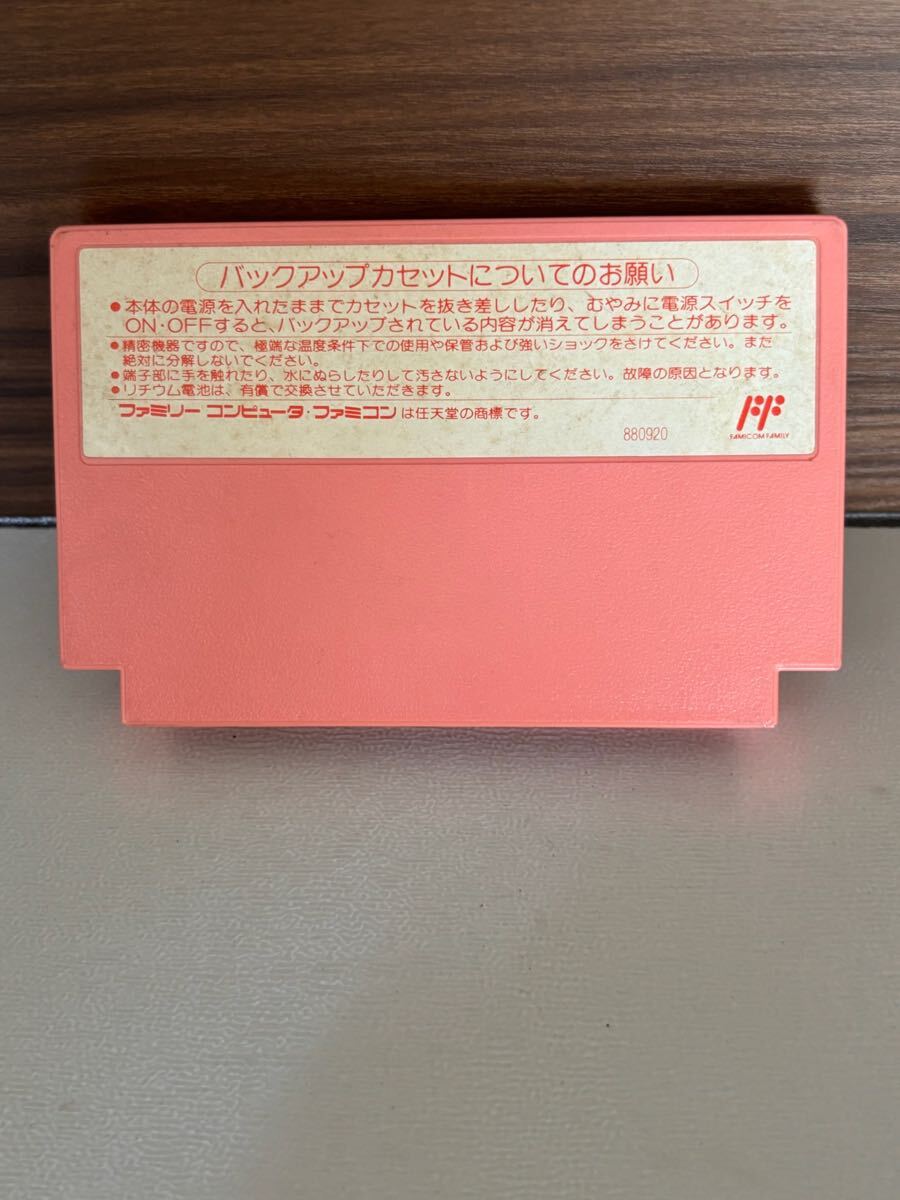 バックアップカセットについてのお願い
●本体の電源を入れたままでカセットを抜き差ししたり、むやみに電源スイッチを
ON・OFFすると、バックアップされている内容が消えてしまうことがあります。
●精密機器ですので、極端な温度条件下での使用や保管および強いショックをさけてください。また
絶対に分解しないでください。
●端子部に手を触れたり、水にぬらしたりして汚さないようにしてください。故障の原因となります。
●リチウム電池は、有償で交換させていただきます。
ファミリー コンピュータ・ファミコンは任天堂の商標です。
880920
FAMICOM FAMILY